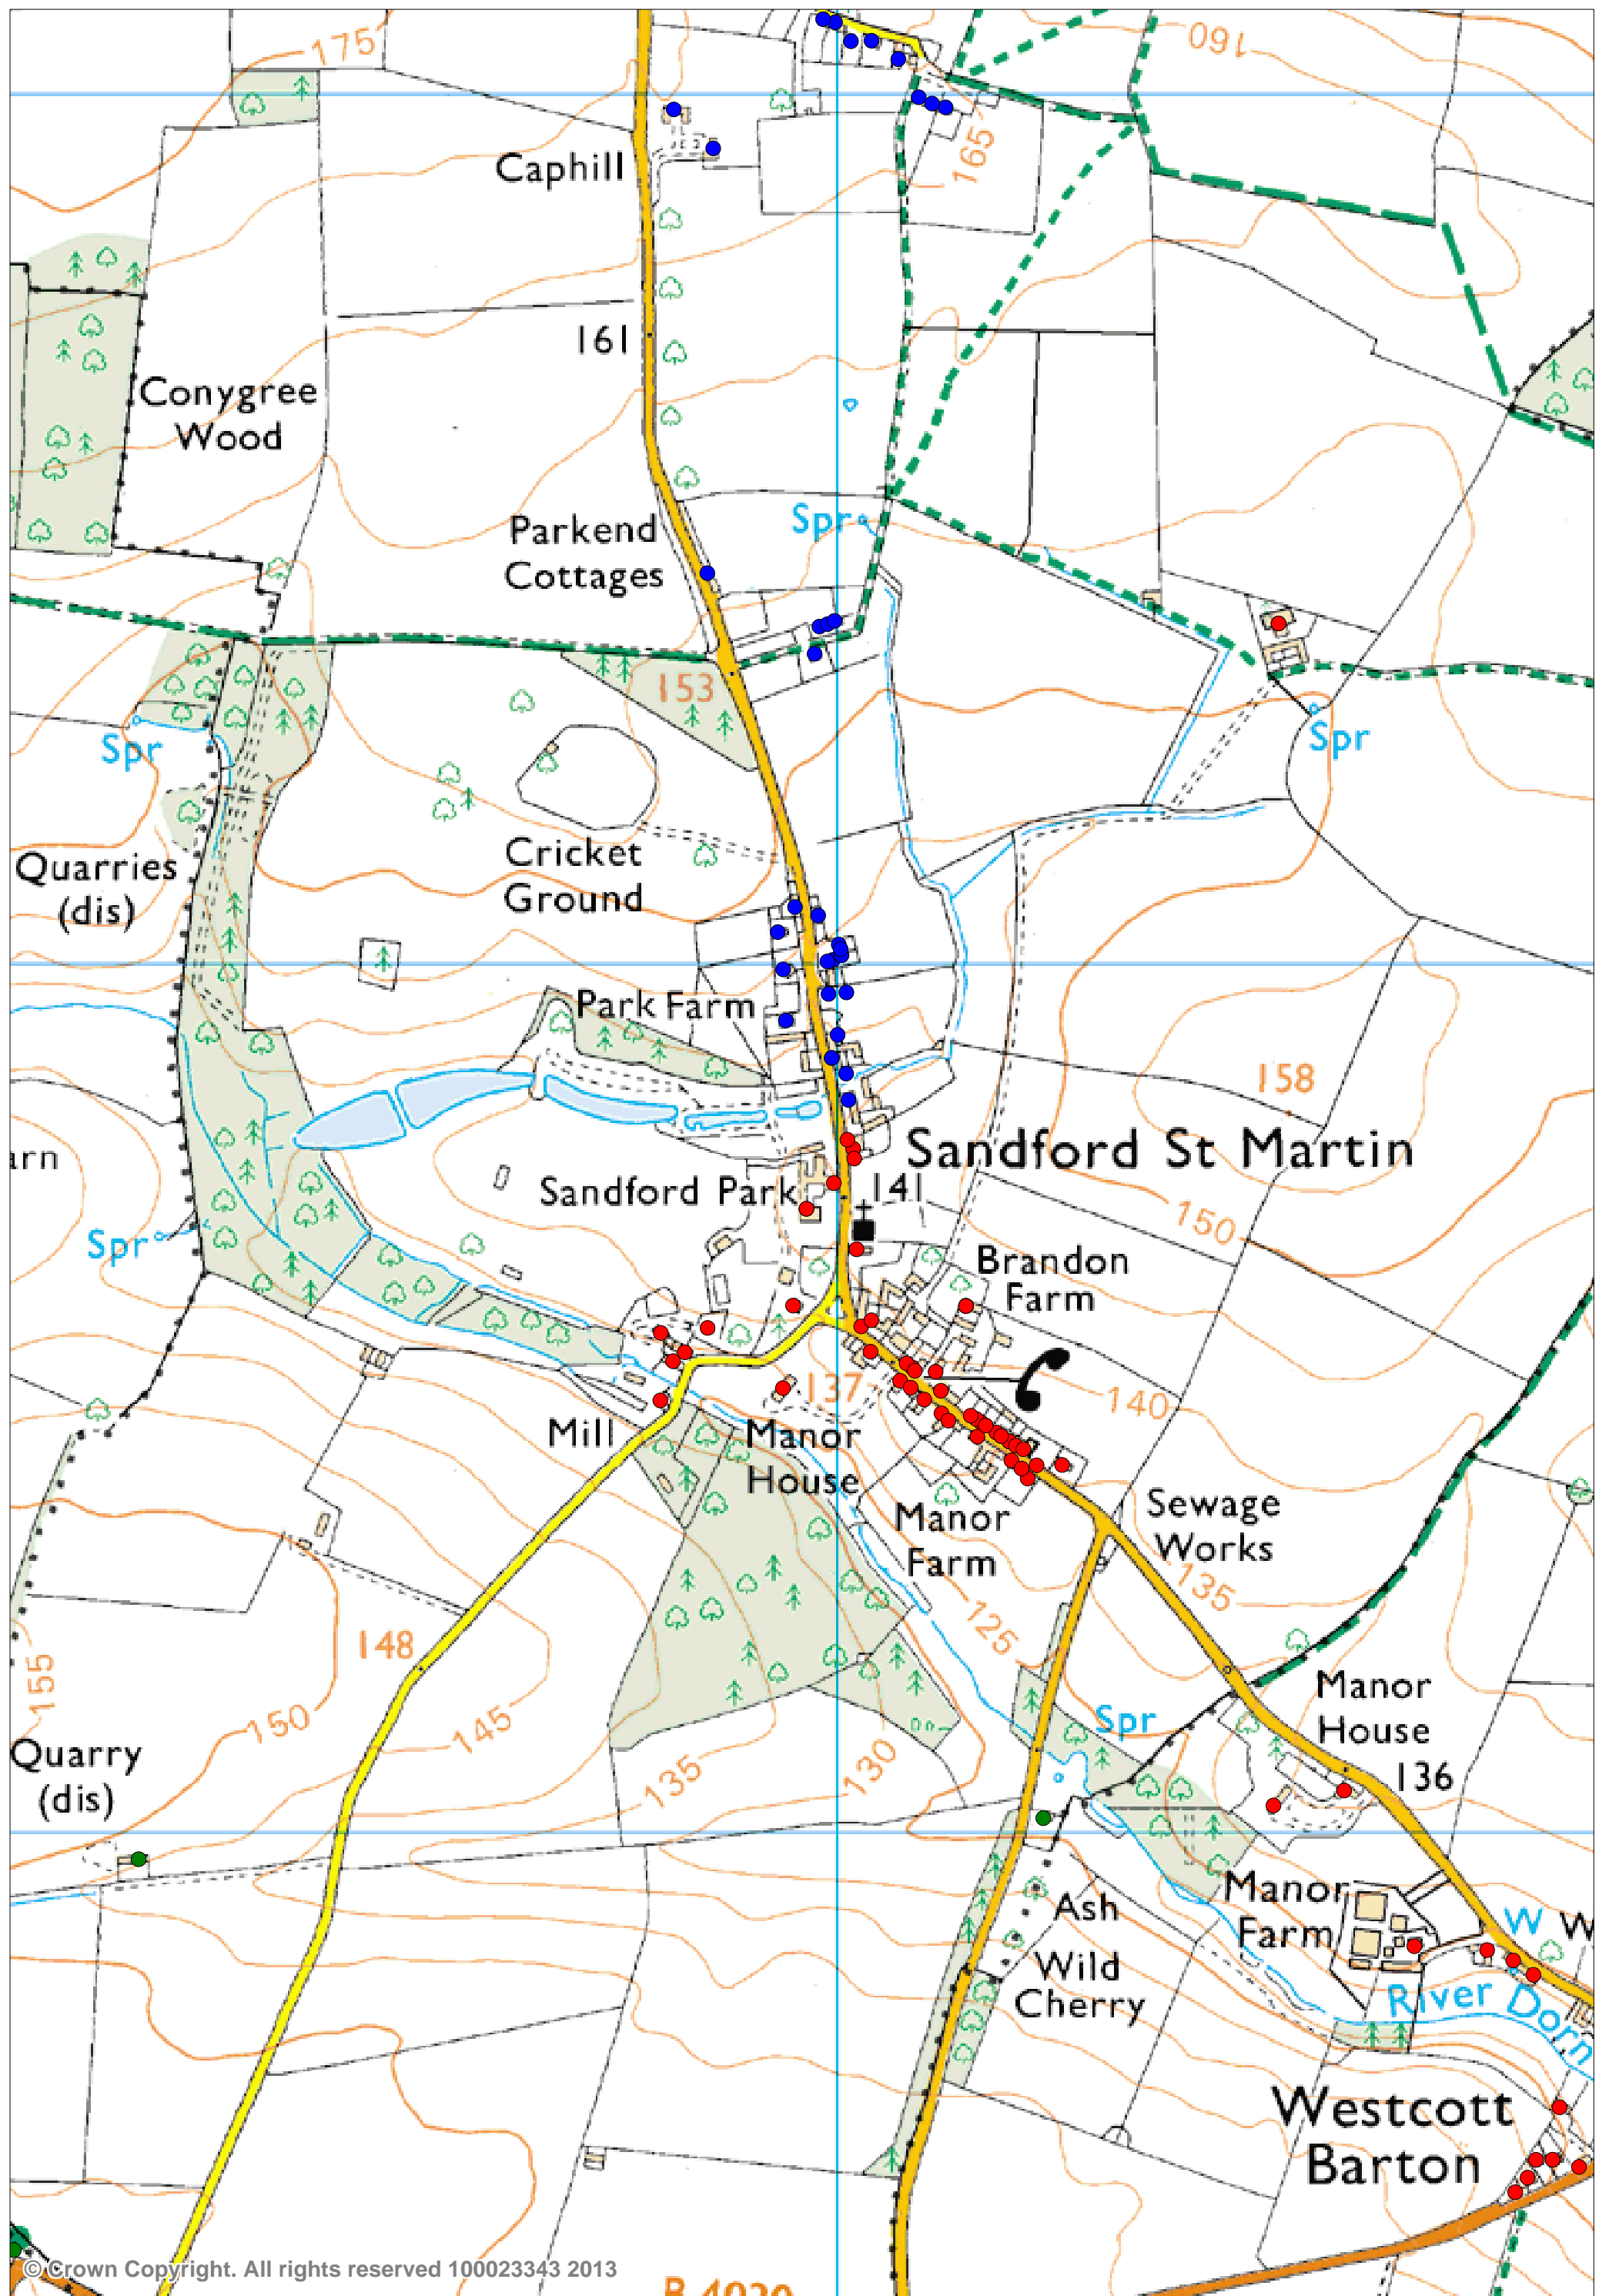 175
160
165
Caphill
161
Conygree
Wood
Parkend
Cottages
Spr
153
Spr
Spr
Quarries
(dis)
Cricket
Ground
Park Farm
158
Sandford St Martin
arn
Sandford Park
141
150
Spr
Brandon
Farm
137
140
Mill
Manor
House
Manor
Farm
Sewage
Works
135
125
148
155
150
145
Spr
Manor
House
136
Quarry
(dis)
135
130
Ash
Wild
Cherry
Manor
Farm
W
W
River Dorn
Westcott
Barton
© Crown Copyright. All rights reserved 100023343 2013